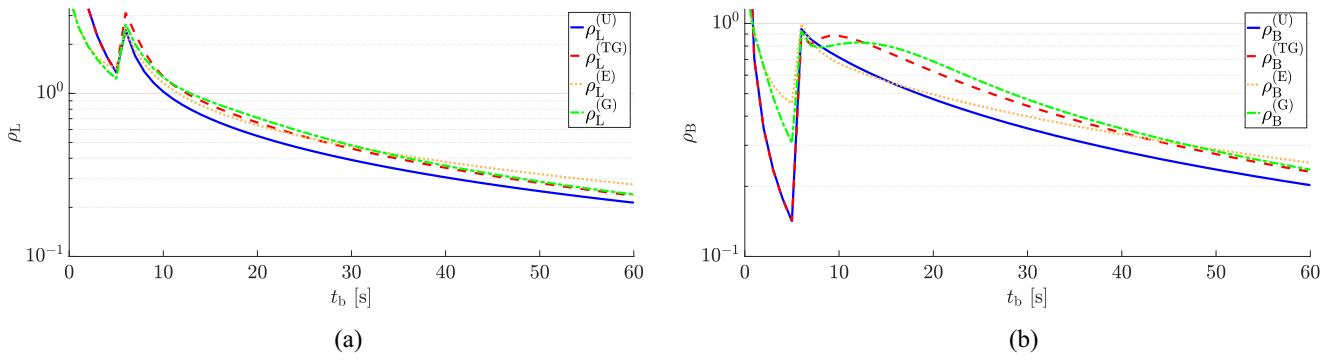 10^0
10^{-1}
ρ_L
0 10 20 30 40 50 60
t_b [s]
ρ_L^{(U)}
ρ_L^{(TG)}
ρ_L^{(E)}
ρ_L^{(G)}
(a)
10^0
10^{-1}
ρ_B
0 10 20 30 40 50 60
t_b [s]
ρ_B^{(U)}
ρ_B^{(TG)}
ρ_B^{(E)}
ρ_B^{(G)}
(b)